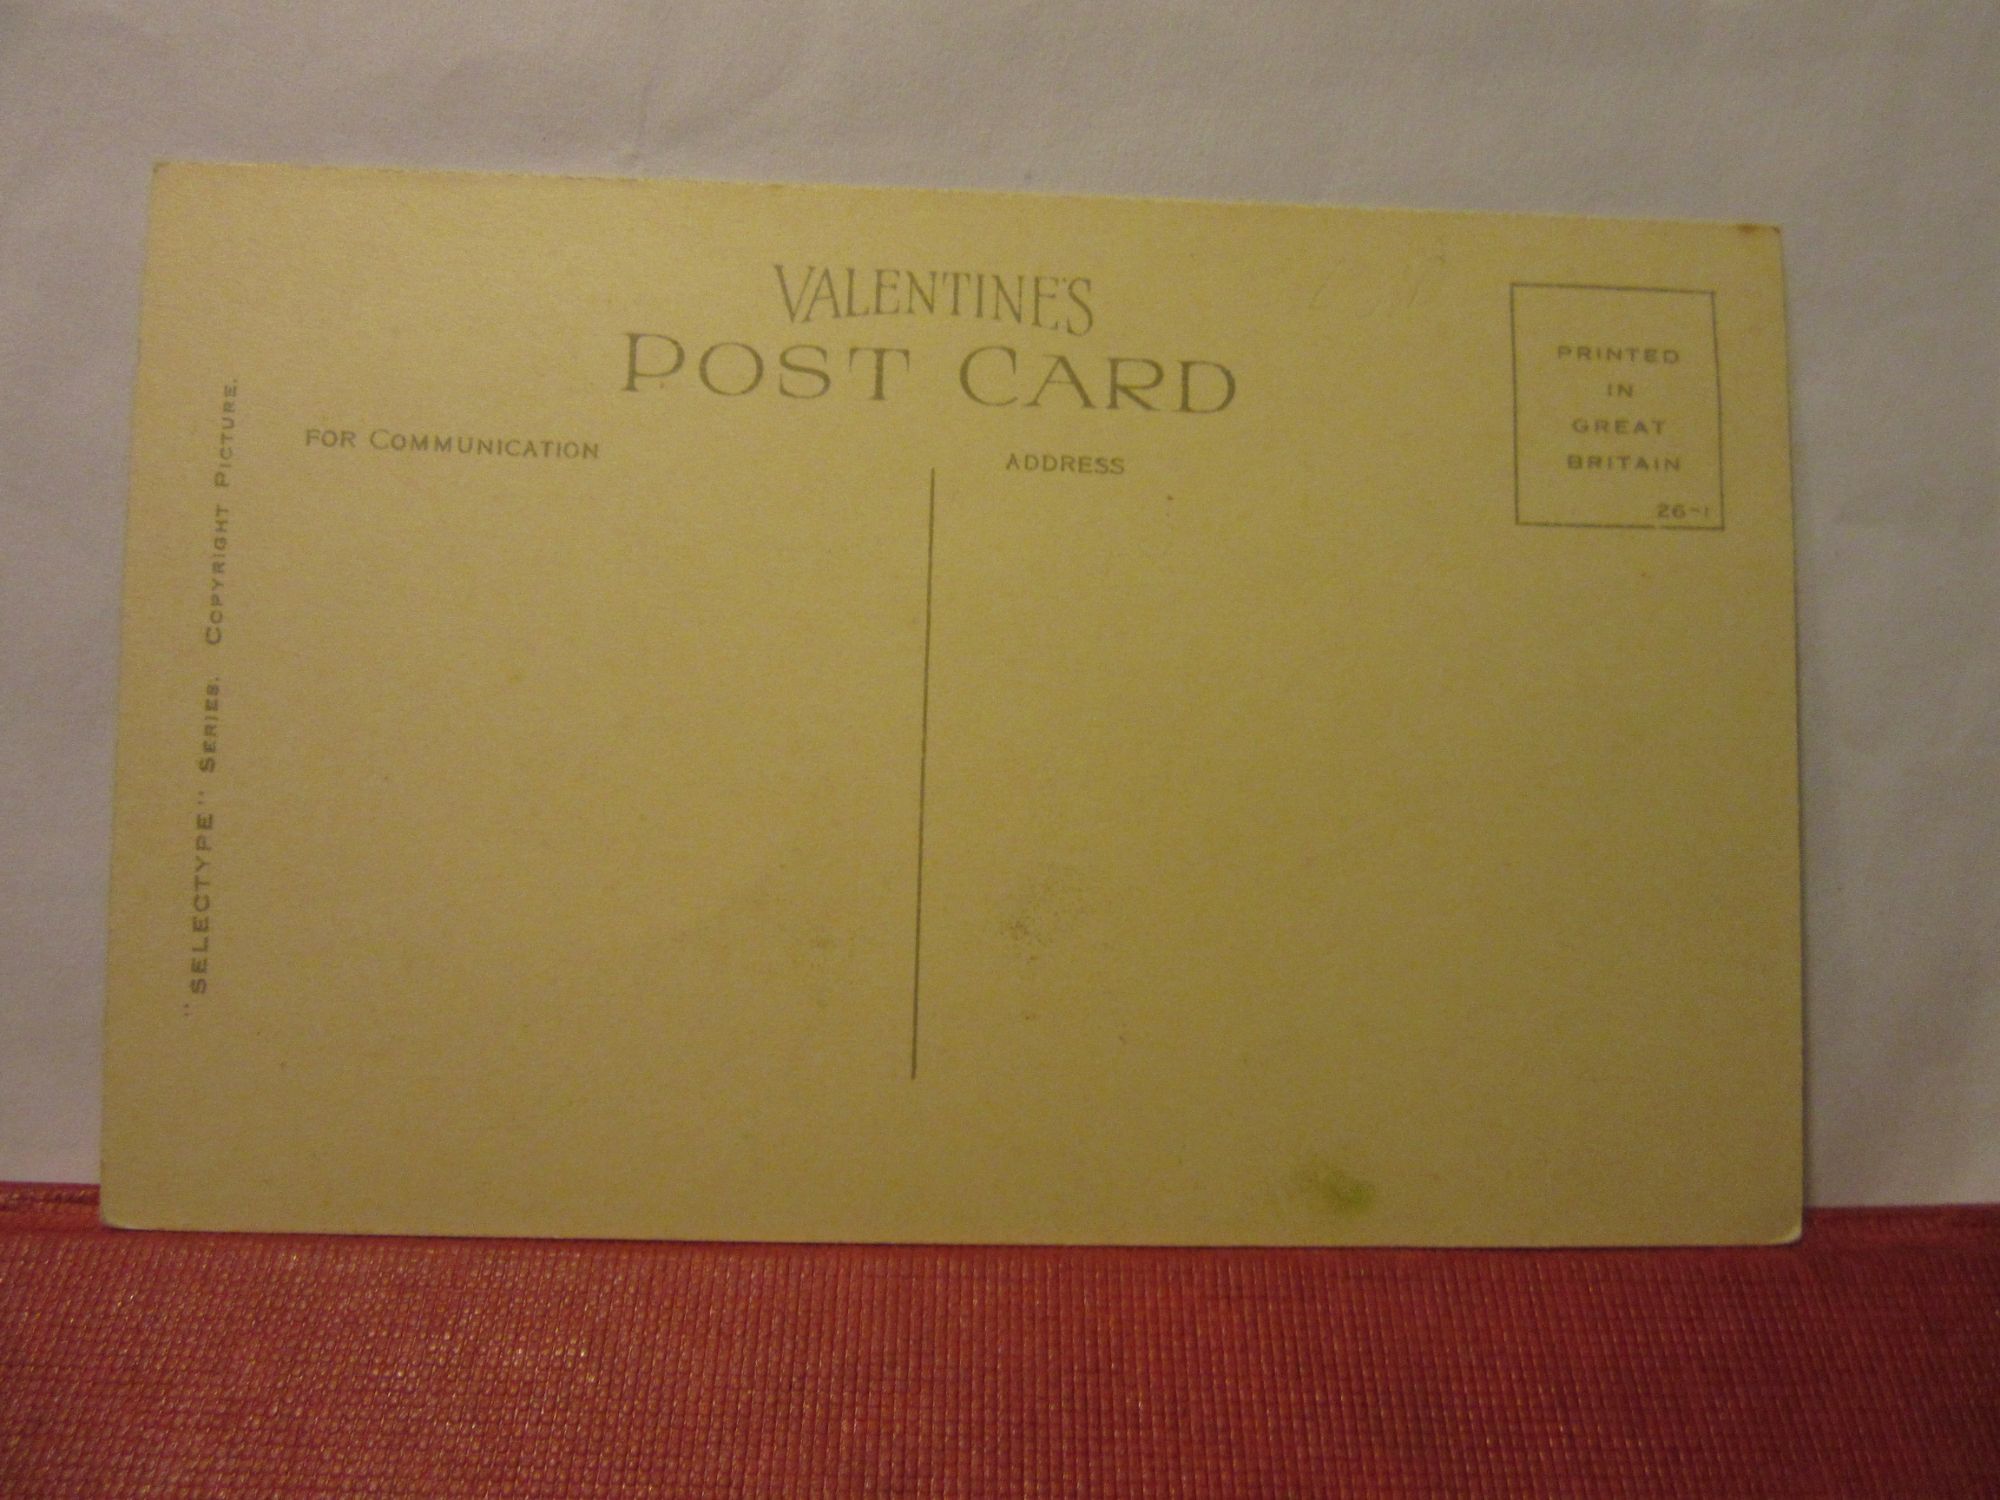 VALENTINE'S
POST CARD
FOR COMMUNICATION
ADDRESS
PRINTED
IN
GREAT
BRITAIN
26-1
"SELECTYPE" SERIES. COPYRIGHT PICTURE.